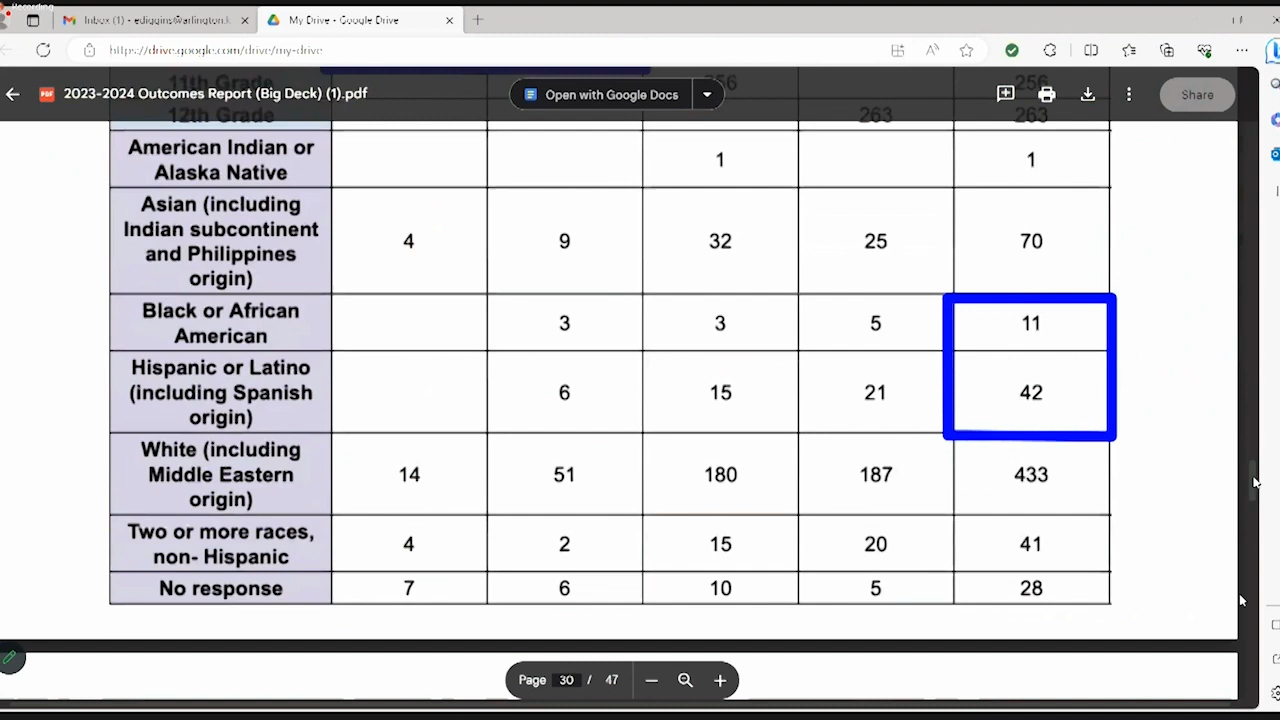 Recording
Inbox (1) - ediggins@arlington.k
My Drive - Google Drive
https://drive.google.com/drive/my-drive
11th Grade 256 256
2023-2024 Outcomes Report (Big Deck) (1).pdf
Open with Google Docs
Share
12th Grade 263 263
American Indian or
Alaska Native
1 1
Asian (including
Indian subcontinent
and Philippines
origin)
4 9 32 25 70
Black or African
American
3 3 5 11
Hispanic or Latino
(including Spanish
origin)
6 15 21 42
White (including
Middle Eastern
origin)
14 51 180 187 433
Two or more races,
non- Hispanic
4 2 15 20 41
No response 7 6 10 5 28
Page 30 / 47